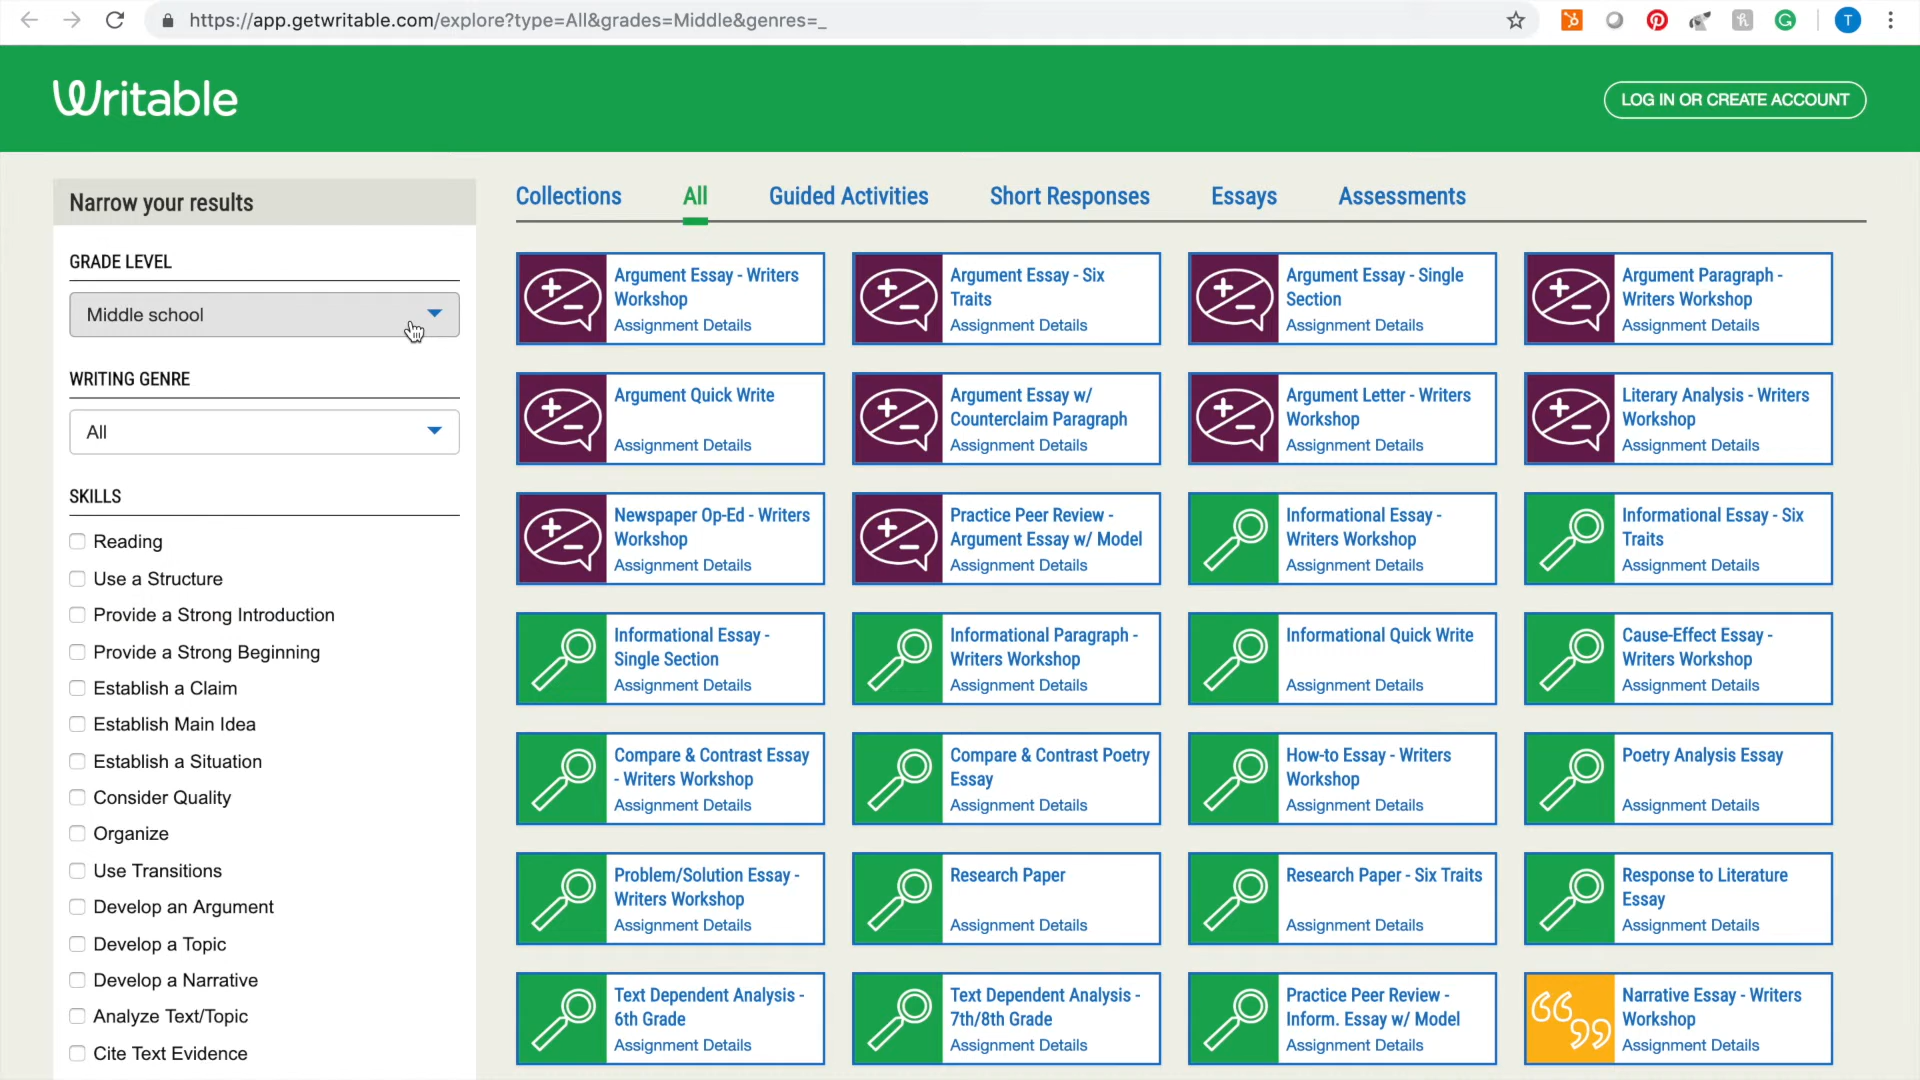 https://app.getwritable.com/explore?type=All&grades=Middle&genres=_
T
Writable
LOG IN OR CREATE ACCOUNT
Narrow your results
GRADE LEVEL
Middle school
WRITING GENRE
All
SKILLS
Reading
Use a Structure
Provide a Strong Introduction
Provide a Strong Beginning
Establish a Claim
Establish Main Idea
Establish a Situation
Consider Quality
Organize
Use Transitions
Develop an Argument
Develop a Topic
Develop a Narrative
Analyze Text/Topic
Cite Text Evidence
Collections
All
Guided Activities
Short Responses
Essays
Assessments
Argument Essay - Writers
Workshop
Assignment Details
Argument Essay - Six
Traits
Assignment Details
Argument Essay - Single
Section
Assignment Details
Argument Paragraph -
Writers Workshop
Assignment Details
Argument Quick Write
Assignment Details
Argument Essay w/
Counterclaim Paragraph
Assignment Details
Argument Letter - Writers
Workshop
Assignment Details
Literary Analysis - Writers
Workshop
Assignment Details
Newspaper Op-Ed - Writers
Workshop
Assignment Details
Practice Peer Review -
Argument Essay w/ Model
Assignment Details
Informational Essay -
Writers Workshop
Assignment Details
Informational Essay - Six
Traits
Assignment Details
Informational Essay -
Single Section
Assignment Details
Informational Paragraph -
Writers Workshop
Assignment Details
Informational Quick Write
Assignment Details
Cause-Effect Essay -
Writers Workshop
Assignment Details
Compare & Contrast Essay
- Writers Workshop
Assignment Details
Compare & Contrast Poetry
Essay
Assignment Details
How-to Essay - Writers
Workshop
Assignment Details
Poetry Analysis Essay
Assignment Details
Problem/Solution Essay -
Writers Workshop
Assignment Details
Research Paper
Assignment Details
Research Paper - Six Traits
Assignment Details
Response to Literature
Essay
Assignment Details
Text Dependent Analysis -
6th Grade
Assignment Details
Text Dependent Analysis -
7th/8th Grade
Assignment Details
Practice Peer Review -
Inform. Essay w/ Model
Assignment Details
Narrative Essay - Writers
Workshop
Assignment Details